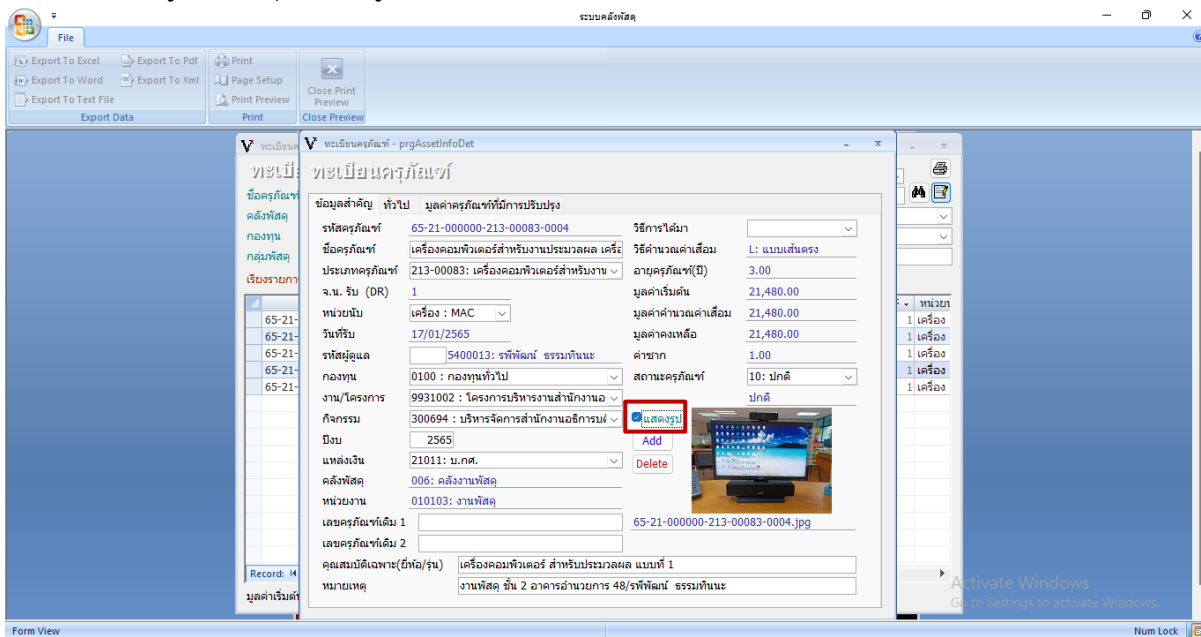 ระบบคลังพัสดุ
File
Export To Excel Export To Pdf Print
Export To Word Export To Xml Page Setup
Export To Text File Print Preview
Close Print Preview
Export Data Print Close Preview
ทะเบียนครุภัณฑ์ - prgAssetInfoDet
ทะเบียนครุภัณฑ์
ข้อมูลสำคัญ ทั่วไป มูลค่าครุภัณฑ์ที่มีการปรับปรุง
รหัสครุภัณฑ์ 65-21-000000-213-00083-0004 วิธีการได้มา
ชื่อครุภัณฑ์ เครื่องคอมพิวเตอร์สำหรับงานประมวลผล วิธีคำนวณค่าเสื่อม L: แบบเส้นตรง
ประเภทครุภัณฑ์ 213-00083: เครื่องคอมพิวเตอร์สำหรับงาน อายุครุภัณฑ์(ปี) 3.00
จ.น. รับ (DR) 1 มูลค่าเริ่มต้น 21,480.00
หน่วยนับ เครื่อง : MAC มูลค่าคำนวณค่าเสื่อม 21,480.00
วันที่รับ 17/01/2565 มูลค่าคงเหลือ 21,480.00
รหัสผู้ดูแล 5400013: รพีพัฒน์ ธรรมทินนะ ค่าซาก 1.00
กองทุน 0100 : กองทุนทั่วไป สถานะครุภัณฑ์ 10: ปกติ
งาน/โครงการ 9931002 : โครงการบริหารงานสำนักงานอ ปกติ
กิจกรรม 300694 : บริหารจัดการสำนักงานอธิการบ แสดงรูป
ปีงบ 2565 Add
แหล่งเงิน 21011: บ.กศ. Delete
คลังพัสดุ 006: คลังงานพัสดุ
หน่วยงาน 010103: งานพัสดุ
เลขครุภัณฑ์เดิม 1 65-21-000000-213-00083-0004.jpg
เลขครุภัณฑ์เดิม 2
คุณสมบัติเฉพาะ(ยี่ห้อ/รุ่น) เครื่องคอมพิวเตอร์ สำหรับประมวลผล แบบที่ 1
หมายเหตุ งานพัสดุ ชั้น 2 อาคารอำนวยการ 48/รพีพัฒน์ ธรรมทินนะ
ชื่อครุภัณฑ์
คลังพัสดุ
กองทุน
กลุ่มพัสดุ
65-21-
65-21-
65-21-
65-21-
65-21-
1 เครื่อง
1 เครื่อง
1 เครื่อง
1 เครื่อง
1 เครื่อง
Record:
Activate Windows
Go to Settings to activate Windows.
Form View Num Lock